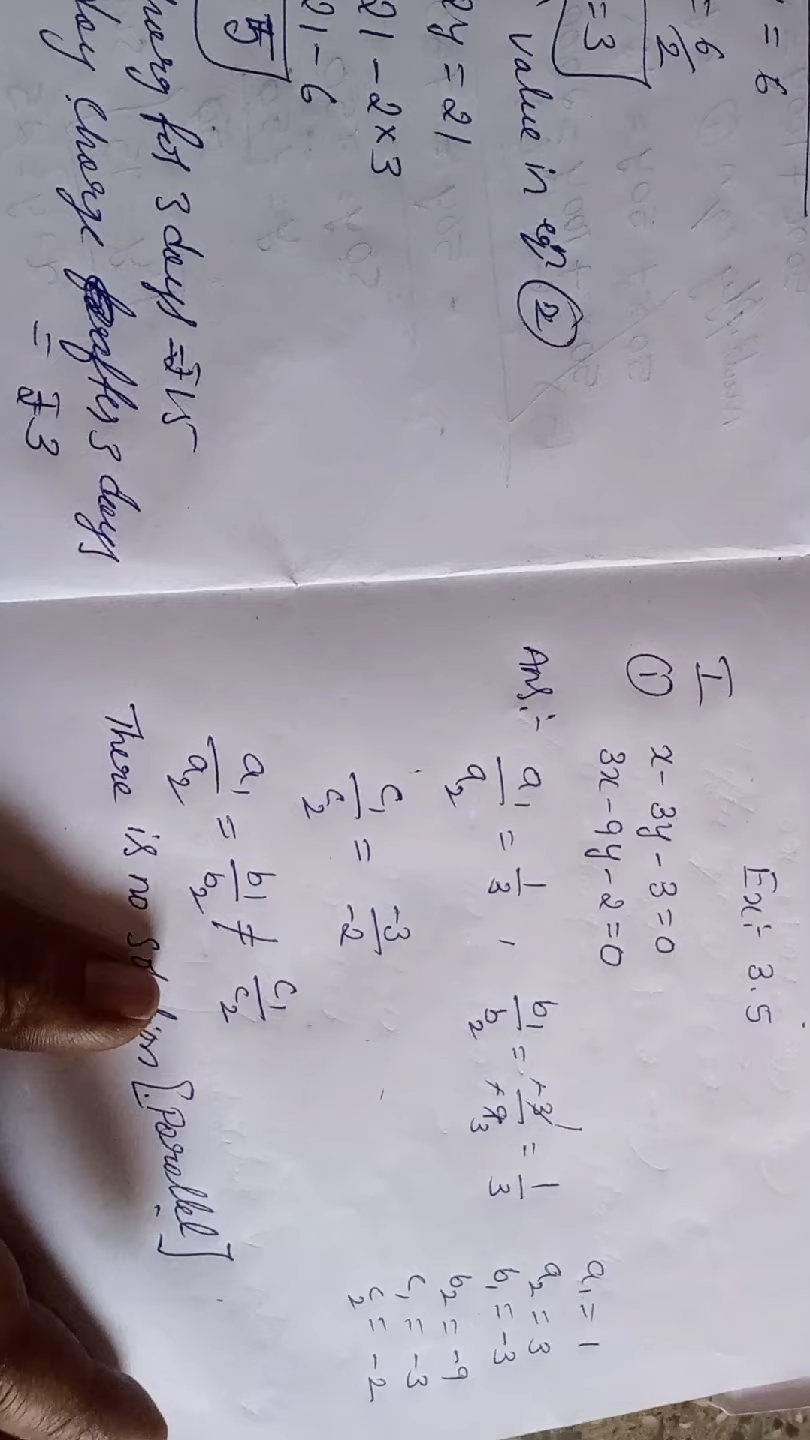 = 6
= 6/2
= 3
value in eqn ②
2y = 21
21 - 2×3
21 - 6
15
for 3 days = ₹15
Charge after 3 days
= ₹3
Ex:- 3.5
I
① x - 3y - 3 = 0
3x - 9y - 2 = 0
Ans:- a₁/a₂ = 1/3 , b₁/b₂ = -3/-9 = 1/3
c₁/c₂ = -3/-2
a₁/a₂ = b₁/b₂ ≠ c₁/c₂
There is no [Parallel]
a₁ = 1
a₂ = 3
b₁ = -3
b₂ = -9
c₁ = -3
c₂ = -2